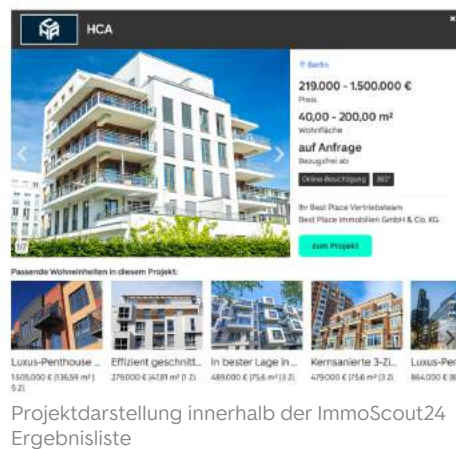 HCA
×
Berlin
219.000 - 1.500.000 €
Preis
40,00 - 200,00 m²
Wohnfläche
auf Anfrage
Bezugsfrei ab
Online-Besichtigung 360°
Ihr Best Place Vertriebsteam
Best Place Immobilien GmbH & Co. KG
zum Projekt
1/7
Passende Wohneinheiten in diesem Projekt:
Luxus-Penthouse ...
Effizient geschnitt...
In bester Lage in ...
Kernsanierte 3-Zi...
Luxus-Pen
1.505.000 € (136,59 m² |
5 Zi.
279.000 € (47,81 m² |1 Zi.
489.000 € (75,6 m² |3 Zi.
479.000 € (75,6 m² |3 Zi.
864.000 €
Projektdarstellung innerhalb der ImmoScout24
Ergebnisliste